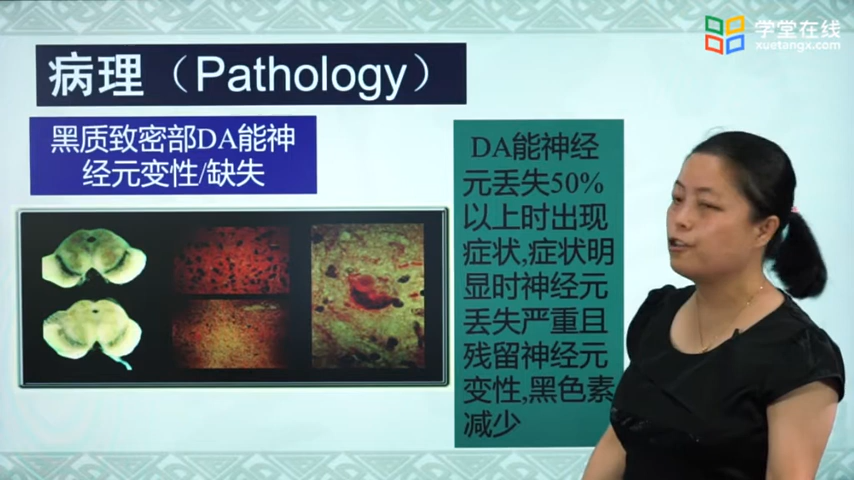 学堂在线
xuetangx.com
病理（Pathology）
黑质致密部DA能神
经元变性/缺失
DA能神经
元丢失50%
以上时出现
症状,症状明
显时神经元
丢失严重且
残留神经元
变性,黑色素
减少